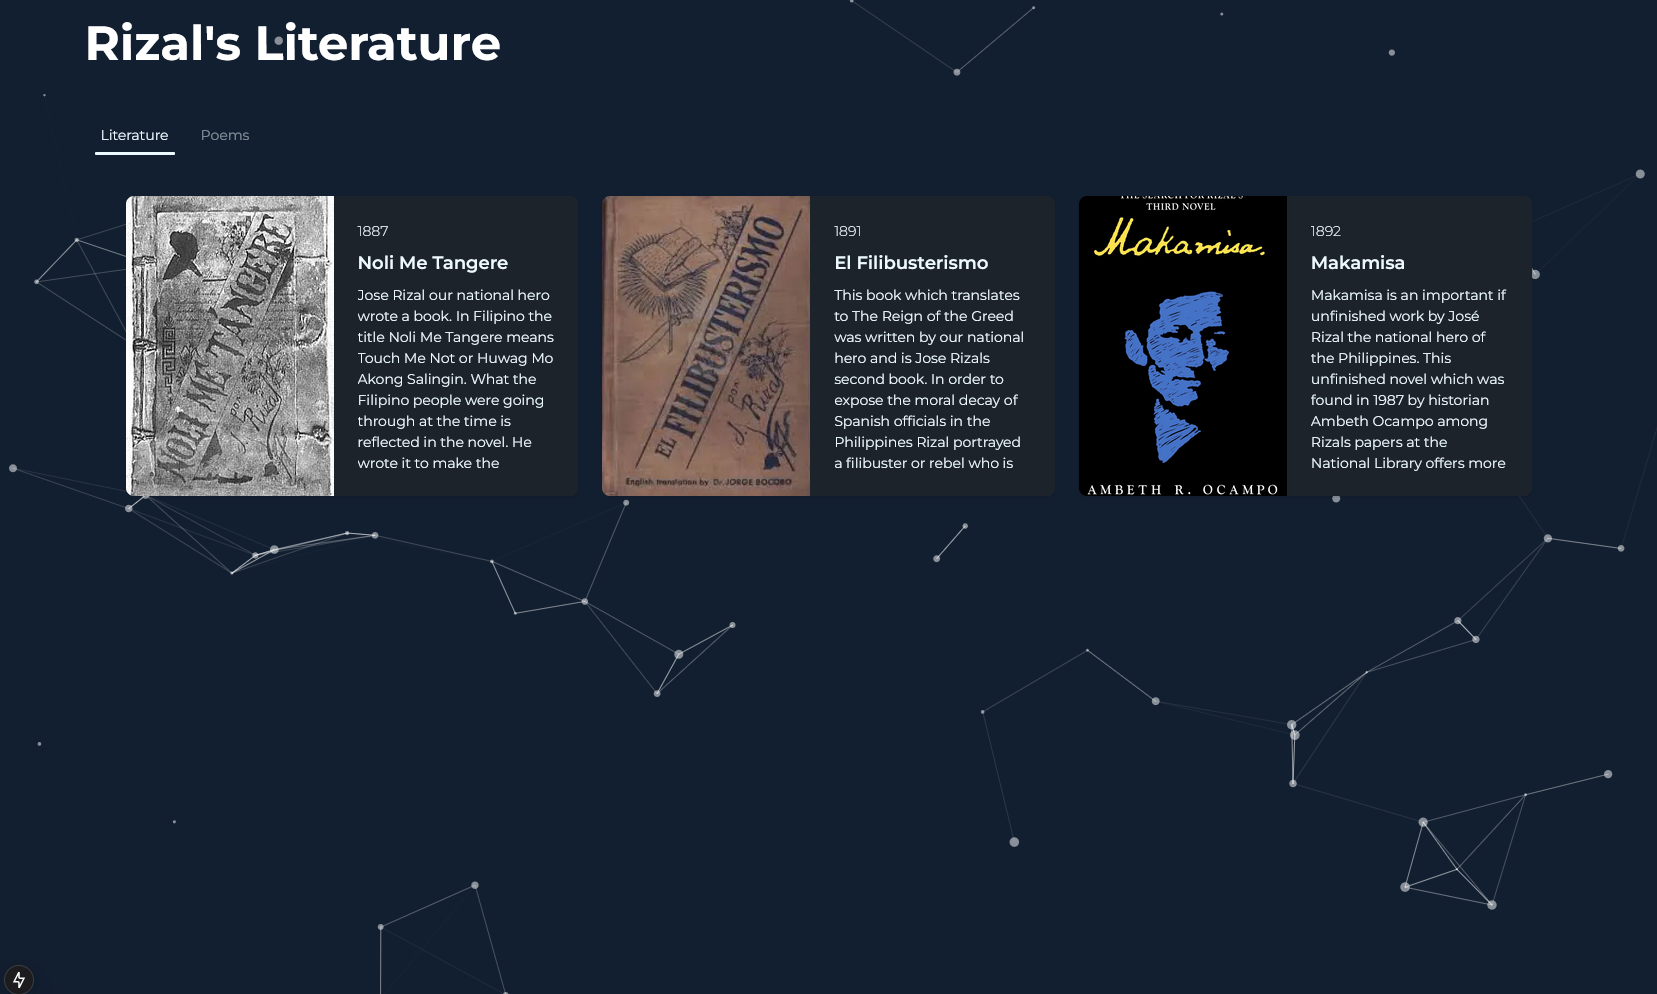 Rizal's Literature
Literature
Poems
NOLI ME TANGERE
por
J. Rizal
1887
Noli Me Tangere
Jose Rizal our national hero
wrote a book. In Filipino the
title Noli Me Tangere means
Touch Me Not or Huwag Mo
Akong Salingin. What the
Filipino people were going
through at the time is
reflected in the novel. He
wrote it to make the
EL FILIBUSTERISMO
por
J. Rizal
English translation by Dr. JORGE BOCOBO
1891
El Filibusterismo
This book which translates
to The Reign of the Greed
was written by our national
hero and is Jose Rizals
second book. In order to
expose the moral decay of
Spanish officials in the
Philippines Rizal portrayed
a filibuster or rebel who is
THE SEARCH FOR RIZAL'S
THIRD NOVEL
Makamisa.
AMBETH R. OCAMPO
1892
Makamisa
Makamisa is an important if
unfinished work by José
Rizal the national hero of
the Philippines. This
unfinished novel which was
found in 1987 by historian
Ambeth Ocampo among
Rizals papers at the
National Library offers more